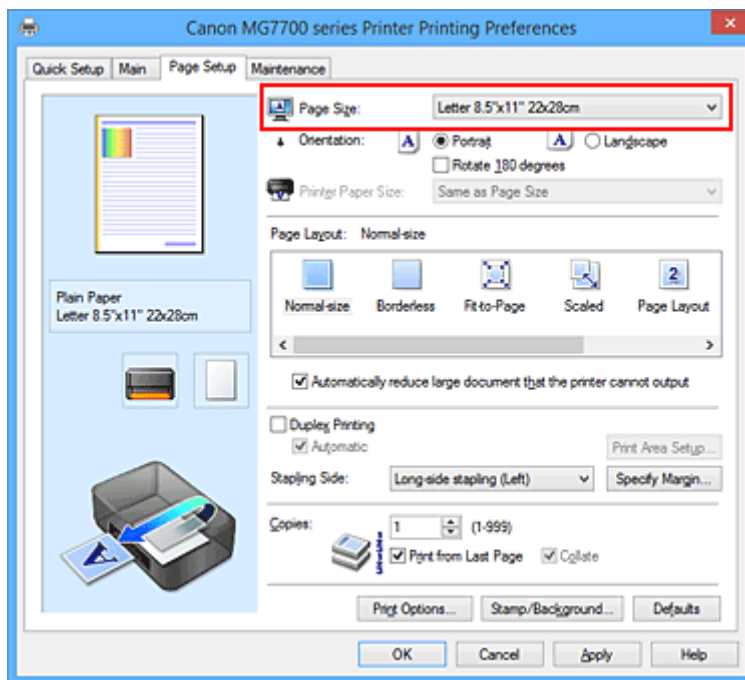 Canon MG7700 series Printer Printing Preferences
Quick Setup Main Page Setup Maintenance
Page Size: Letter 8.5"x11" 22x28cm
Orientation: A Portrait A Landscape
Rotate 180 degrees
Printer Paper Size: Same as Page Size
Page Layout: Normal-size
2
Normal-size Borderless Fit-to-Page Scaled Page Layout
Plain Paper
Letter 8.5"x11" 22x28cm
Automatically reduce large document that the printer cannot output
Duplex Printing
Automatic Print Area Setup...
Stapling Side: Long-side stapling (Left) Specify Margin...
Copies: 1 (1-999)
Print from Last Page Collate
Print Options... Stamp/Background... Defaults
OK Cancel Apply Help